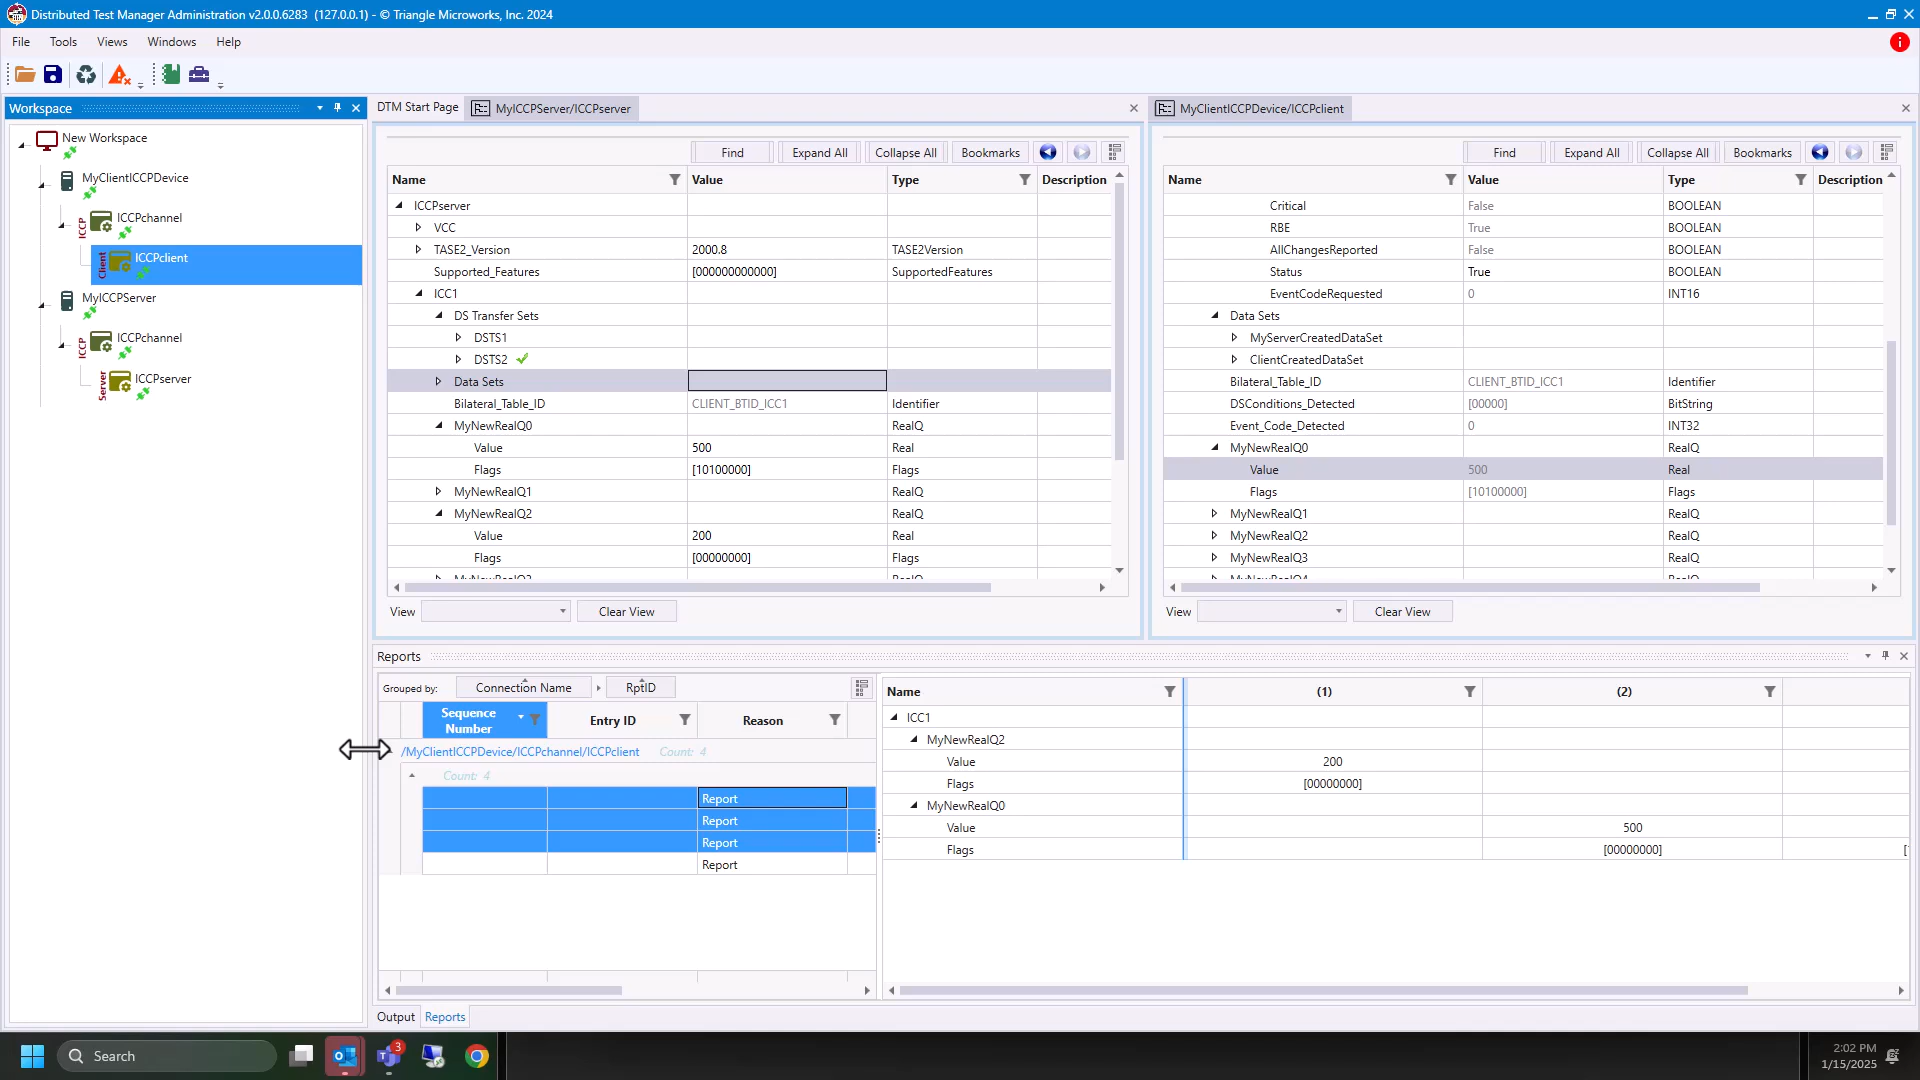 Distributed Test Manager Administration v2.0.0.6283 (127.0.0.1) - © Triangle Microworks, Inc. 2024
File Tools Views Windows Help
Workspace
New Workspace
MyClientICCPDevice
ICCP ICCPchannel
Client ICCPclient
MyICCPServer
ICCP ICCPchannel
Server ICCPserver
DTM Start Page MyICCPServer/ICCPserver
Find Expand All Collapse All Bookmarks
Name Value Type Description
ICCPserver
VCC
TASE2_Version 2000.8 TASE2Version
Supported_Features [000000000000] SupportedFeatures
ICC1
DS Transfer Sets
DSTS1
DSTS2
Data Sets
Bilateral_Table_ID CLIENT_BTID_ICC1 Identifier
MyNewRealQ0 RealQ
Value 500 Real
Flags [10100000] Flags
MyNewRealQ1 RealQ
MyNewRealQ2 RealQ
Value 200 Real
Flags [00000000] Flags
MyNewRealQ3 RealQ
View Clear View
MyClientICCPDevice/ICCPclient
Find Expand All Collapse All Bookmarks
Name Value Type Description
Critical False BOOLEAN
RBE True BOOLEAN
AllChangesReported False BOOLEAN
Status True BOOLEAN
EventCodeRequested 0 INT16
Data Sets
MyServerCreatedDataSet
ClientCreatedDataSet
Bilateral_Table_ID CLIENT_BTID_ICC1 Identifier
DSConditions_Detected [00000] BitString
Event_Code_Detected 0 INT32
MyNewRealQ0 RealQ
Value 500 Real
Flags [10100000] Flags
MyNewRealQ1 RealQ
MyNewRealQ2 RealQ
MyNewRealQ3 RealQ
MyNewRealQ4 RealQ
View Clear View
Reports
Grouped by: Connection Name RptID
Sequence Number Entry ID Reason
/MyClientICCPDevice/ICCPchannel/ICCPclient Count: 4
Count: 4
Report
Report
Report
Report
Name (1) (2)
ICC1
MyNewRealQ2
Value 200
Flags [00000000]
MyNewRealQ0
Value 500
Flags [00000000] [
Output Reports
Search
3
2:02 PM
1/15/2025